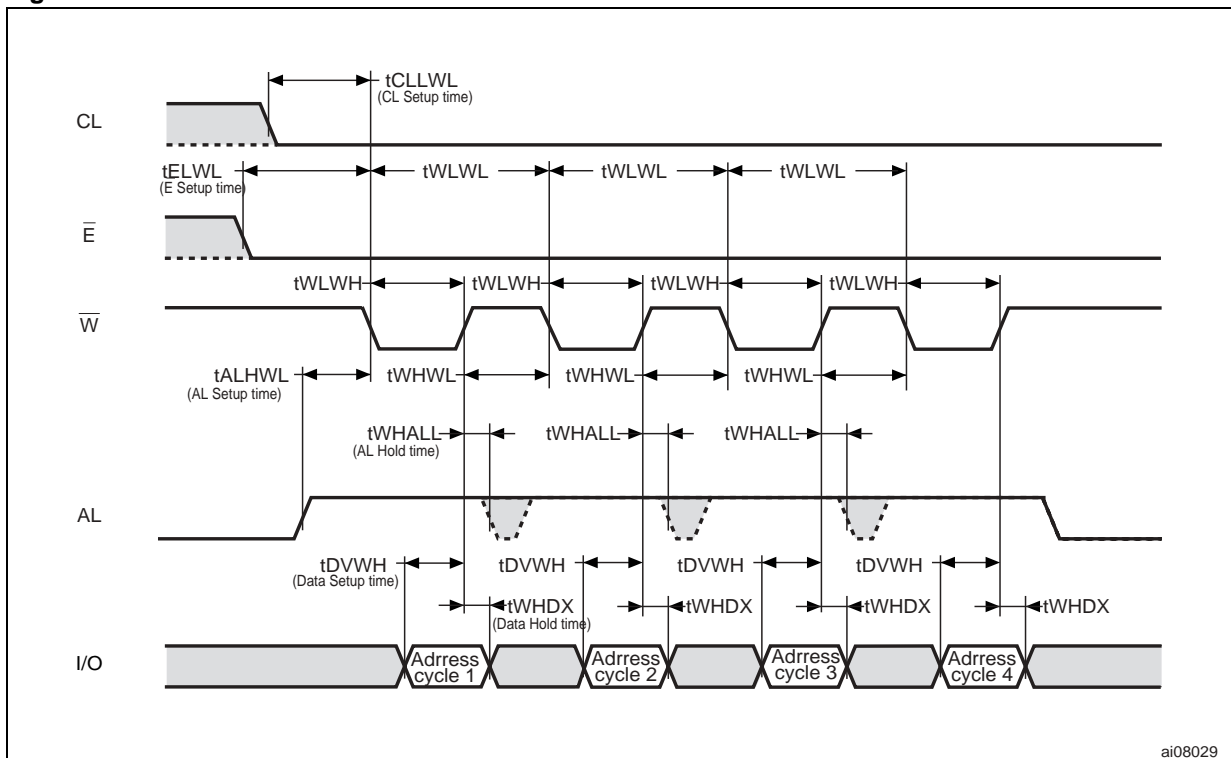 tCLLWL
(CL Setup time)
CL
tELWL
(E Setup time)
tWLWL
tWLWL
tWLWL
E
tWLWH
tWLWH
tWLWH
tWLWH
W
tALHWL
(AL Setup time)
tWHWL
tWHWL
tWHWL
tWHALL
(AL Hold time)
tWHALL
tWHALL
AL
tDVWH
(Data Setup time)
tDVWH
tDVWH
tDVWH
tWHDX
(Data Hold time)
tWHDX
tWHDX
tWHDX
I/O
Adrress
cycle 1
Adrress
cycle 2
Adrress
cycle 3
Adrress
cycle 4
ai08029